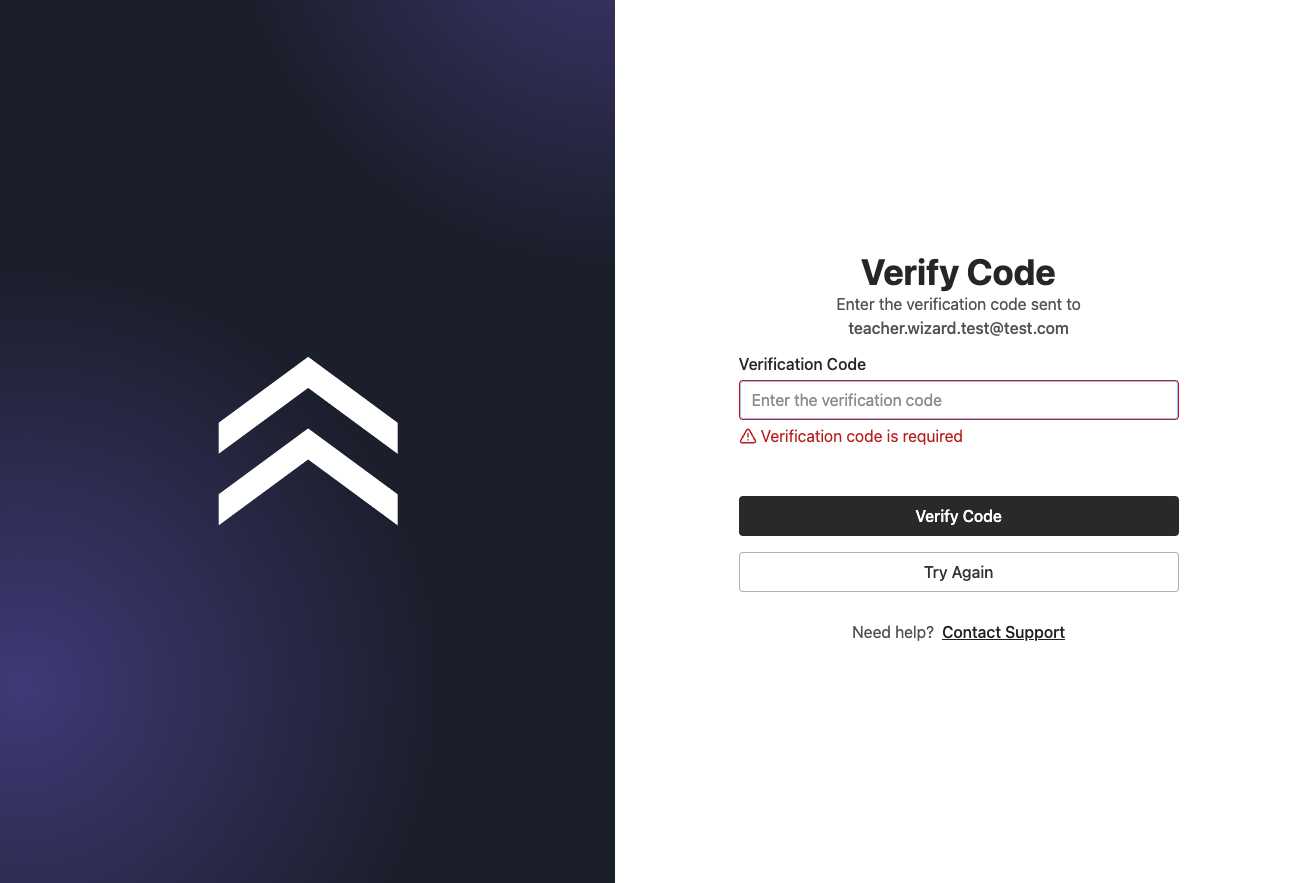 Verify Code
Enter the verification code sent to
teacher.wizard.test@test.com
Verification Code
Enter the verification code
Verification code is required
Verify Code
Try Again
Need help? Contact Support